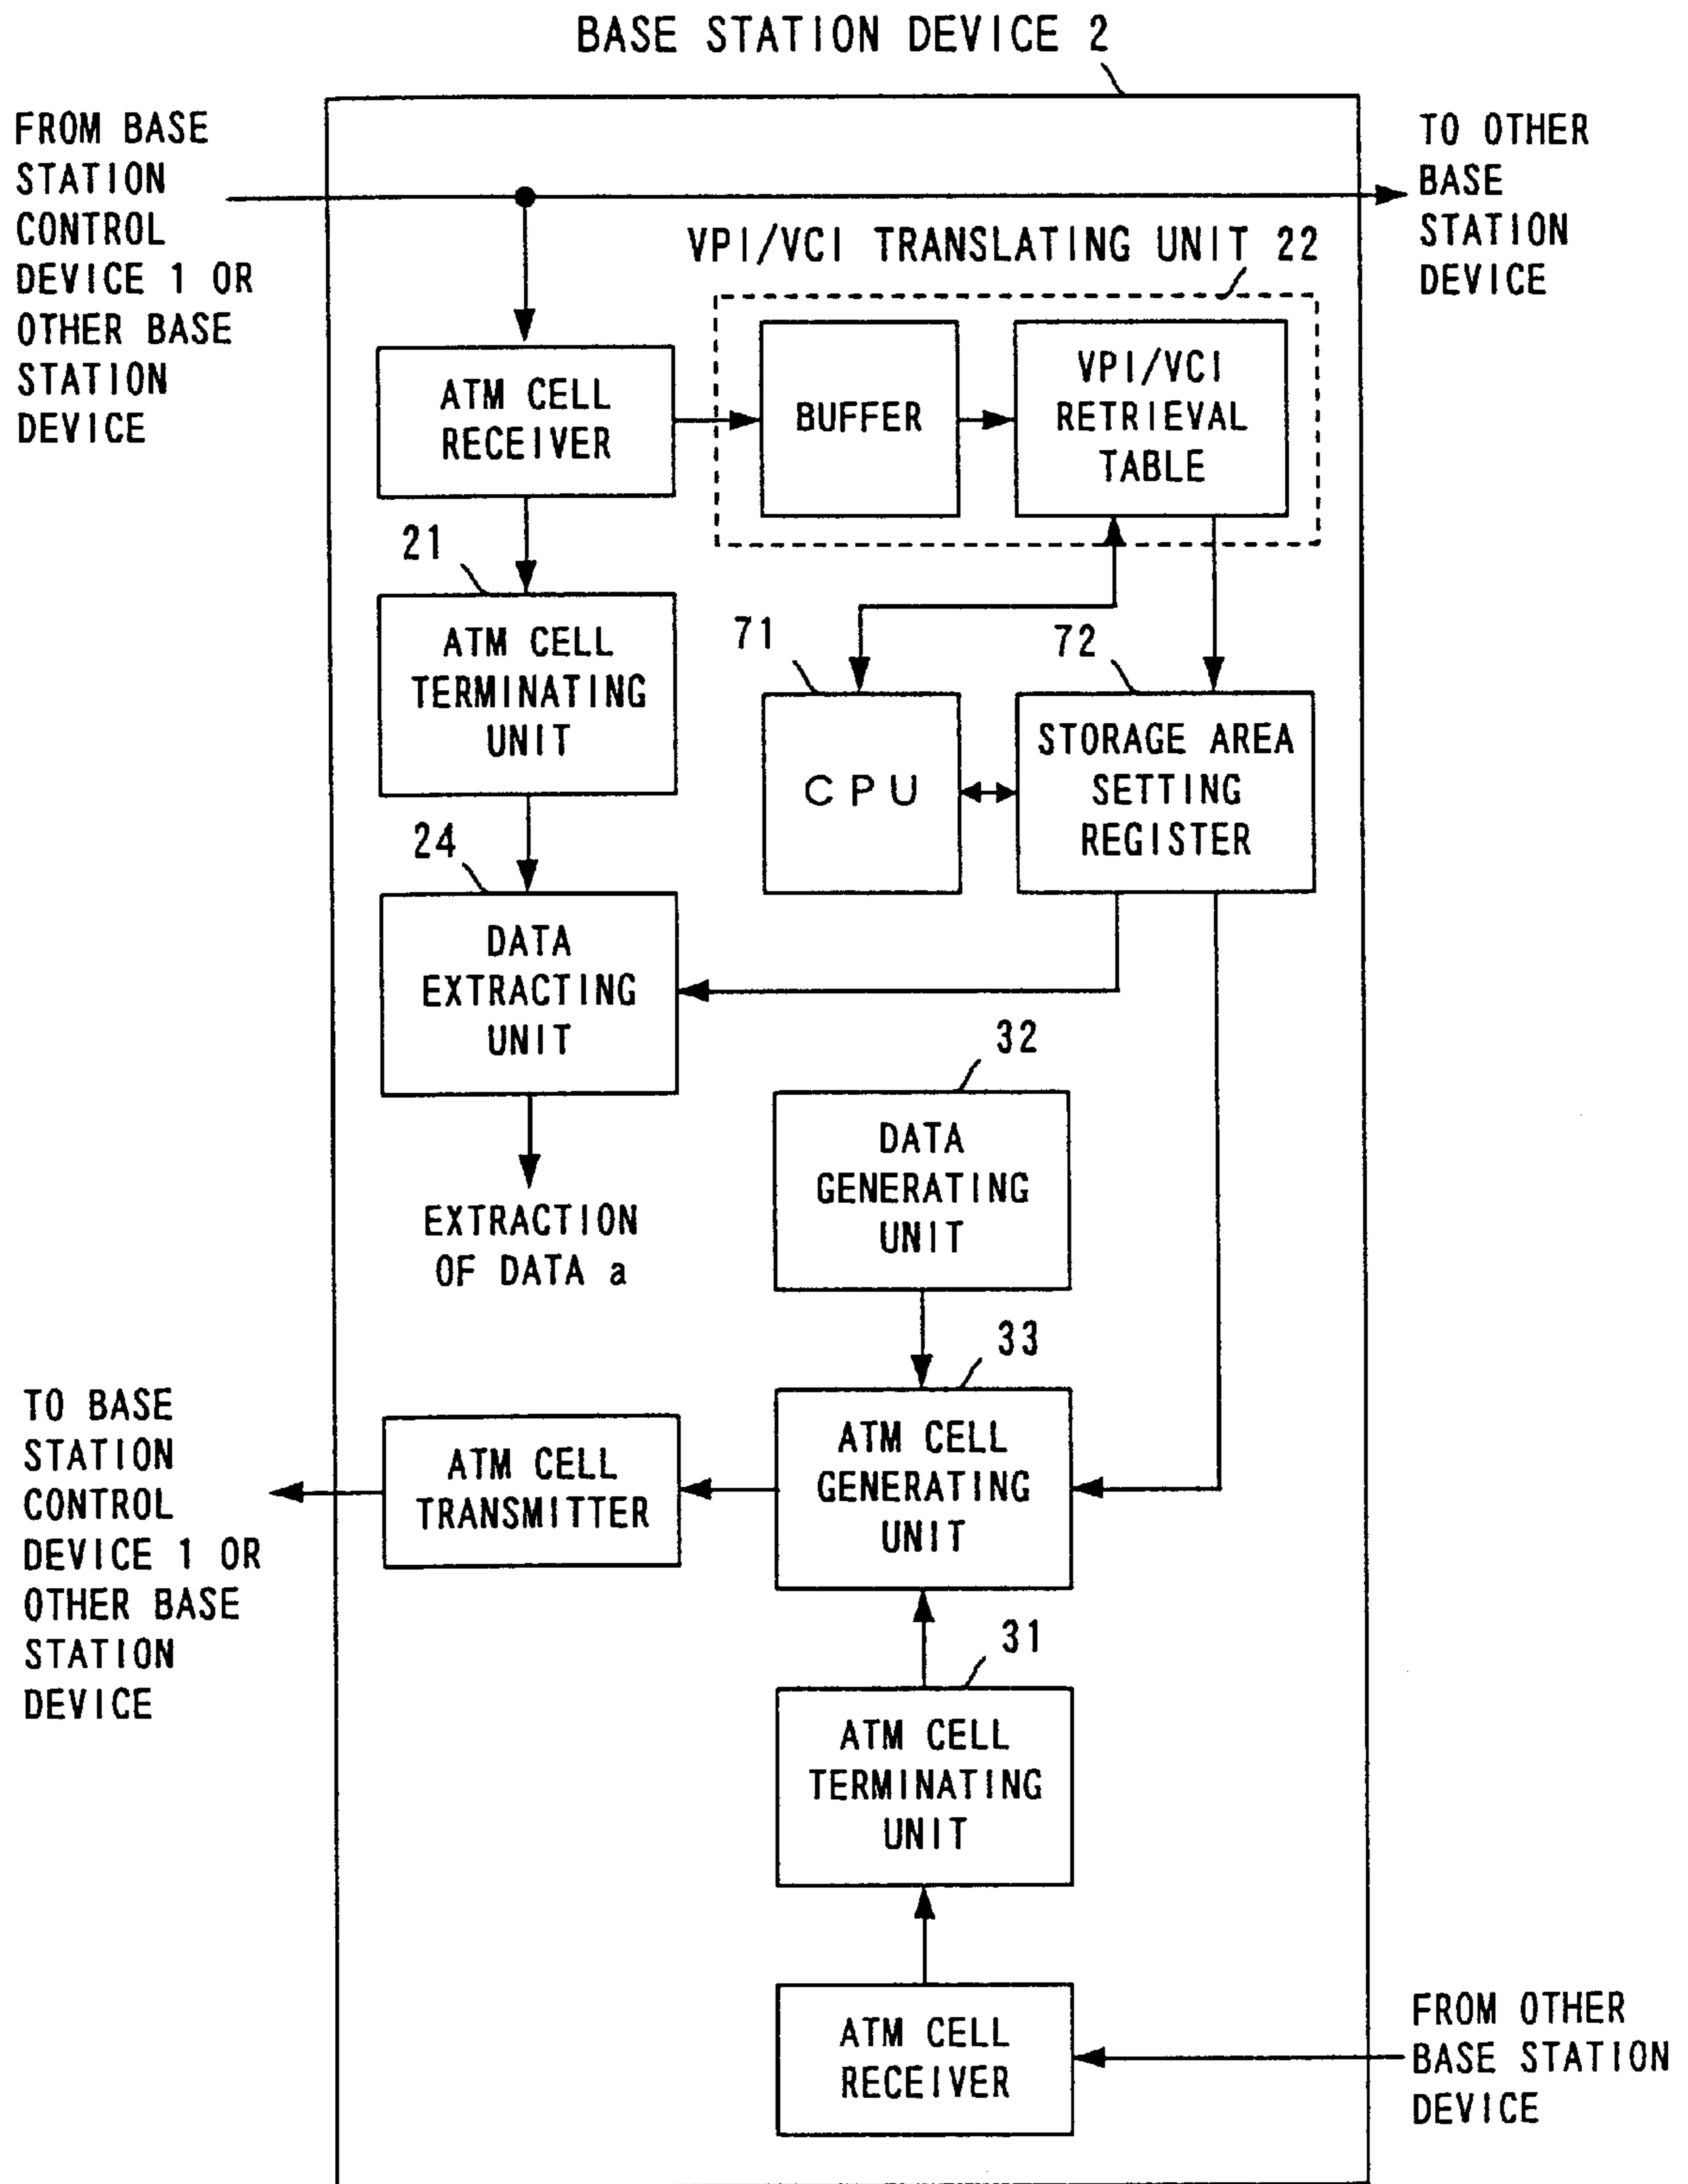 BASE STATION DEVICE 2
FROM BASE
STATION
CONTROL
DEVICE 1 OR
OTHER BASE
STATION
DEVICE
TO OTHER
BASE
STATION
DEVICE
VPI/VCI TRANSLATING UNIT 22
ATM CELL
RECEIVER
BUFFER
VPI/VCI
RETRIEVAL
TABLE
21
ATM CELL
TERMINATING
UNIT
71
CPU
72
STORAGE AREA
SETTING
REGISTER
24
DATA
EXTRACTING
UNIT
EXTRACTION
OF DATA a
32
DATA
GENERATING
UNIT
33
ATM CELL
GENERATING
UNIT
ATM CELL
TRANSMITTER
TO BASE
STATION
CONTROL
DEVICE 1 OR
OTHER BASE
STATION
DEVICE
31
ATM CELL
TERMINATING
UNIT
ATM CELL
RECEIVER
FROM OTHER
BASE STATION
DEVICE